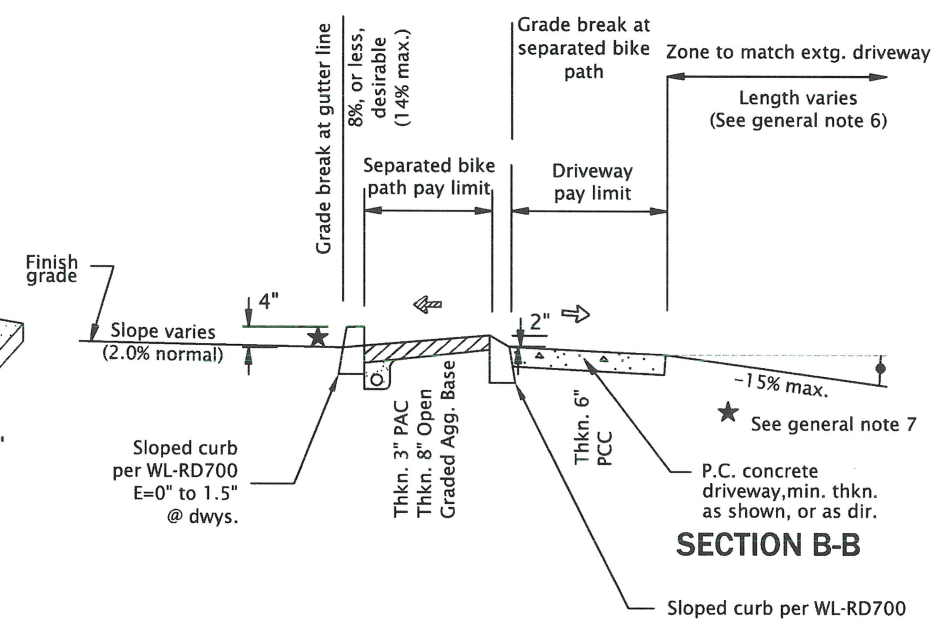 Grade break at gutter line
8%, or less,
desirable
(14% max.)
Grade break at
separated bike
path
Zone to match extg. driveway
Length varies
(See general note 6)
Separated bike
path pay limit
Driveway
pay limit
Finish
grade
4"
Slope varies
(2.0% normal)
2"
-15% max.
See general note 7
Sloped curb
per WL-RD700
E=0" to 1.5"
@ dwys.
Thkn. 3" PAC
Thkn. 8" Open
Graded Agg. Base
Thkn. 6"
PCC
P.C. concrete
driveway,min. thkn.
as shown, or as dir.
SECTION B-B
Sloped curb per WL-RD700
"